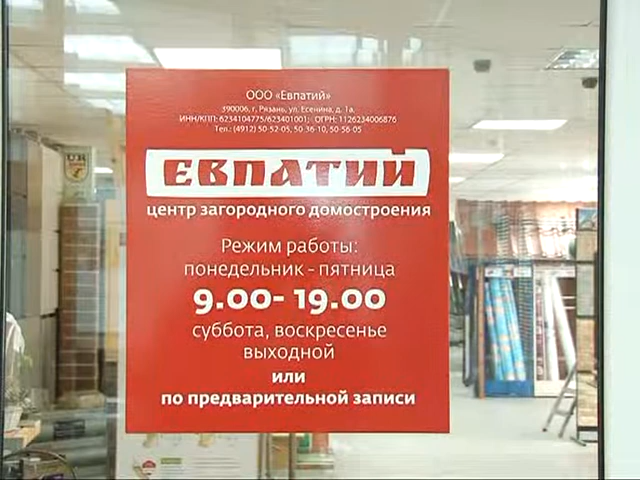 ООО «Евпатий»
390006, г. Рязань, ул. Есенина, д. 1а.
ИНН/КПП: 6234104775/623401001; ОГРН: 1126234006876
Тел.: (4912) 50-52-05, 50-36-10, 50-56-05
ЕВПАТИЙ
центр загородного домостроения
Режим работы:
понедельник - пятница
9.00- 19.00
суббота, воскресенье
выходной
или
по предварительной записи